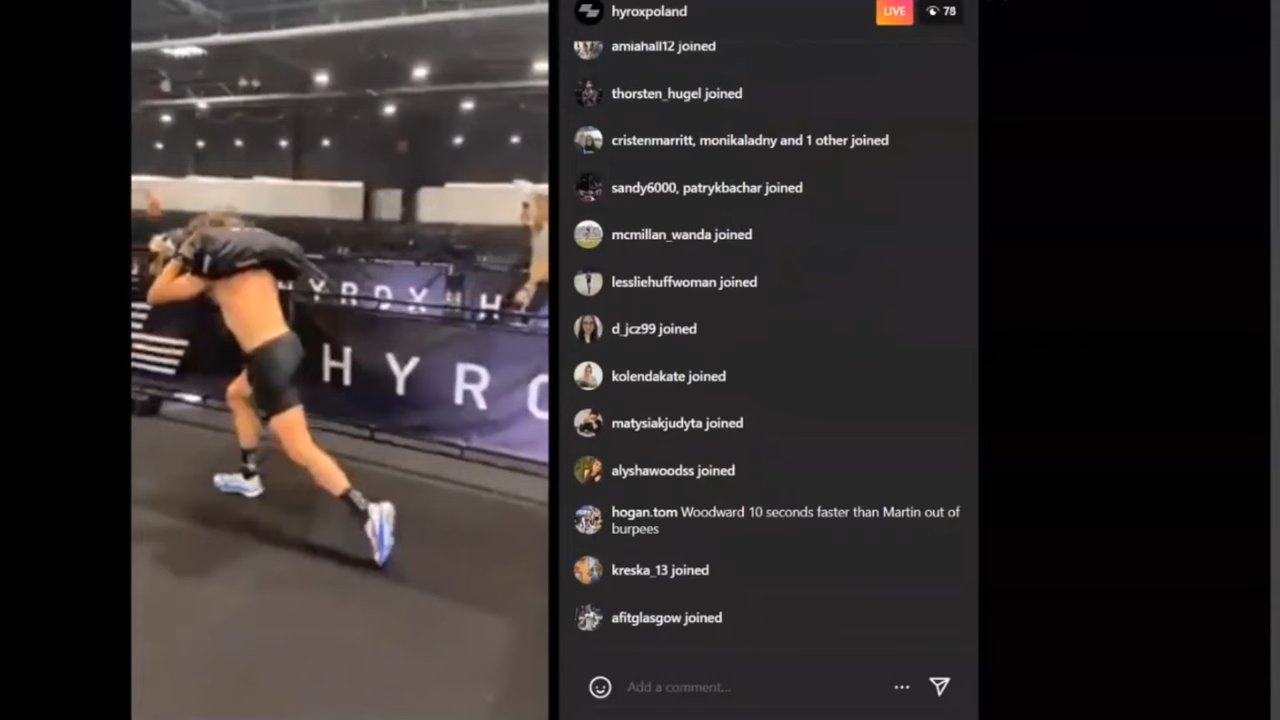 hyroxpoland
LIVE
78
amiahall12 joined
thorsten_hugel joined
cristenmarritt, monikaladny and 1 other joined
sandy6000, patrykbachar joined
mcmillan_wanda joined
lessliehuffwoman joined
d_jcz99 joined
kolendakate joined
matysiakjudyta joined
alyshawoodss joined
hogan.tom Woodward 10 seconds faster than Martin out of
burpees
kreska_13 joined
afitglasgow joined
Add a comment...
HYROX H
HYRO